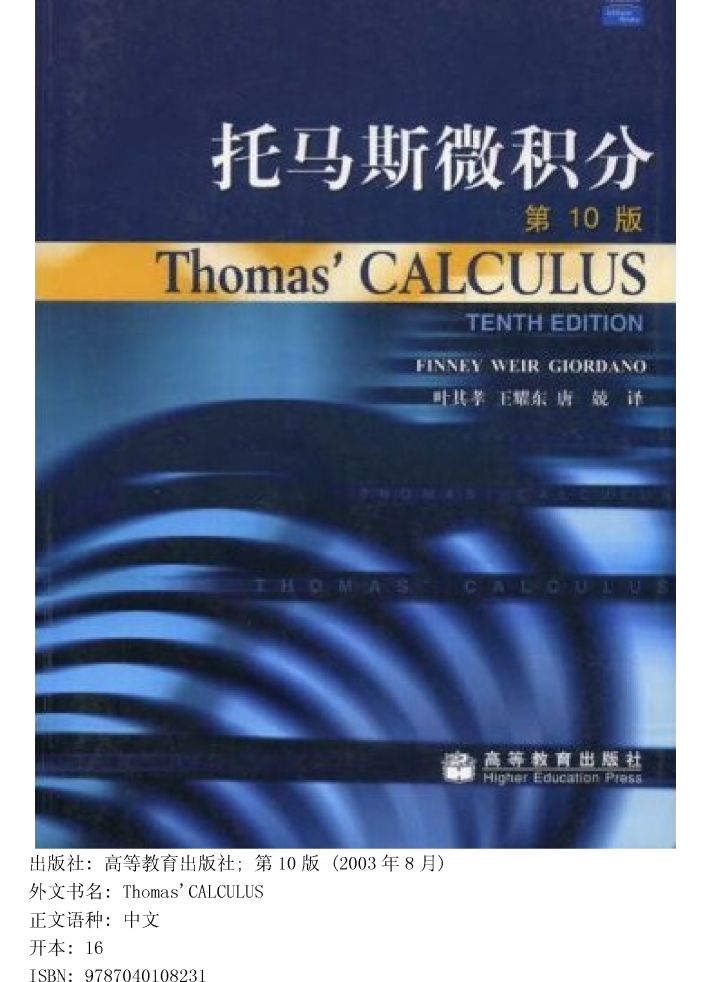 托马斯微积分
第 10 版
Thomas' CALCULUS
TENTH EDITION
FINNEY WEIR GIORDANO
叶其孝 王耀东 唐 兢 译
THOMAS' CALCULUS
THOMAS' CALCULUS
高等教育出版社
Higher Education Press
出版社: 高等教育出版社; 第 10 版 (2003 年 8 月)
外文书名: Thomas'CALCULUS
正文语种: 中文
开本: 16
ISBN: 9787040108231